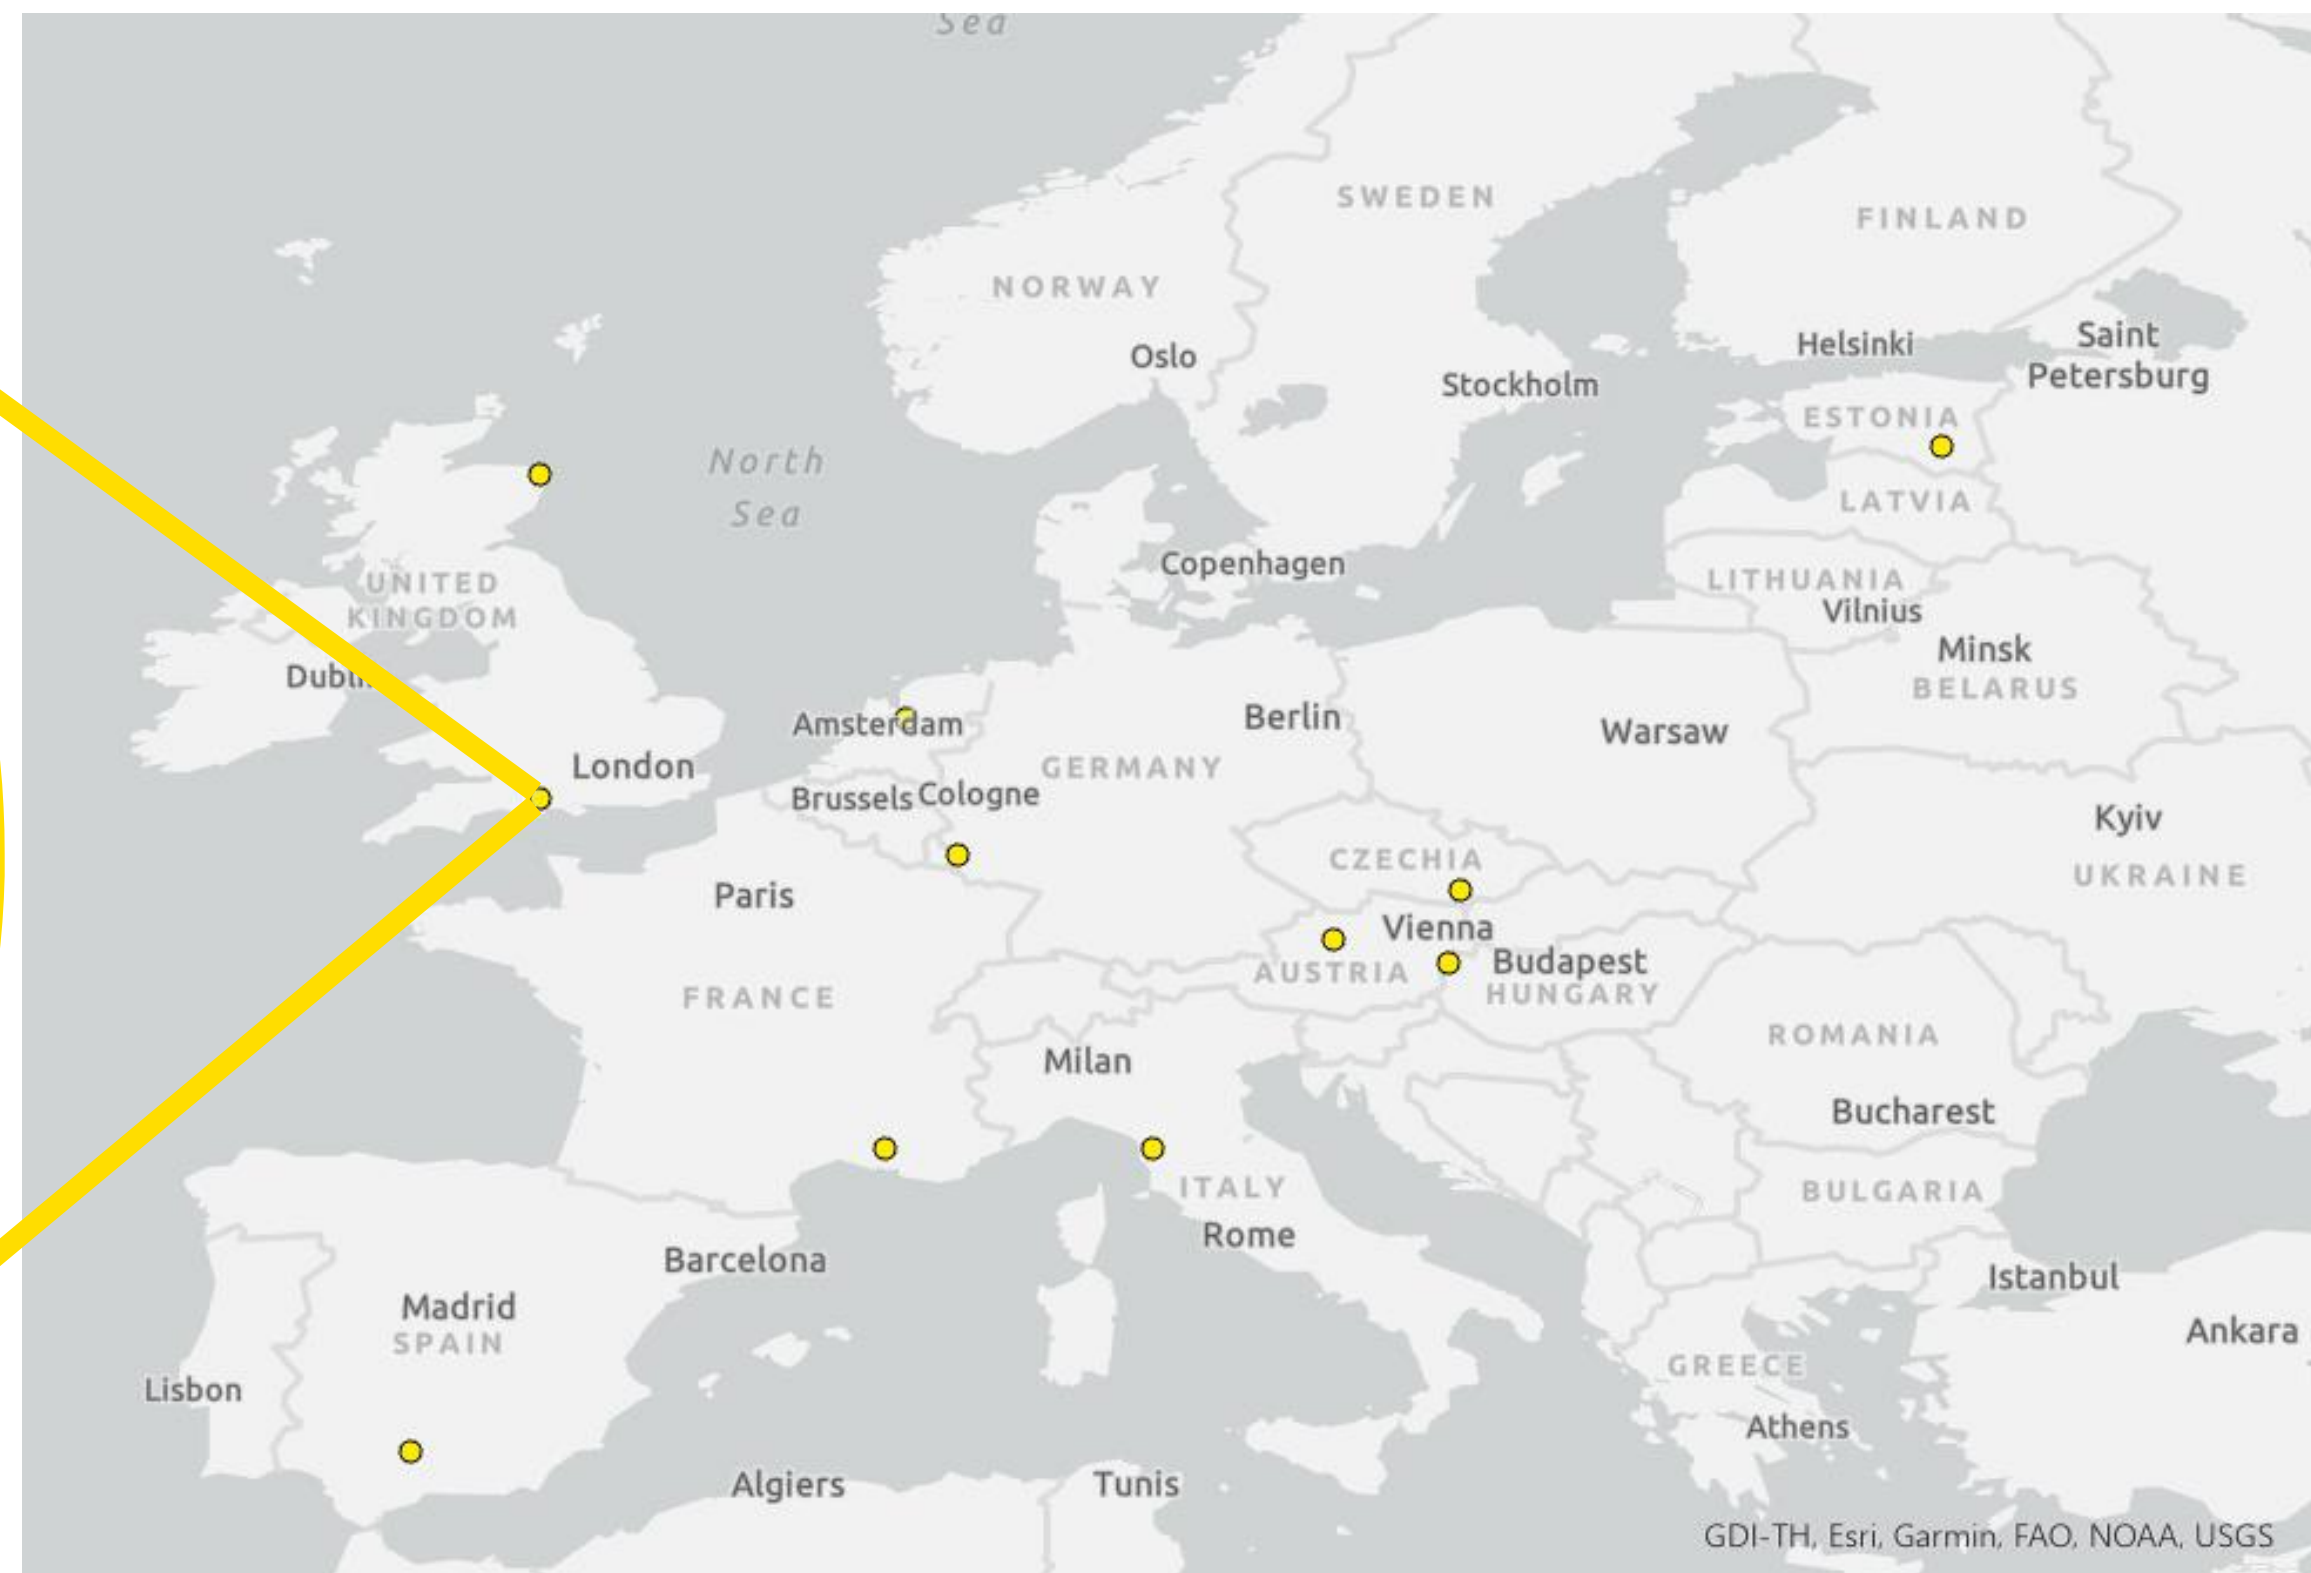 Sea
SWEDEN
FINLAND
NORWAY
Oslo
Helsinki
Saint
Petersburg
Stockholm
ESTONIA
North
Sea
LATVIA
Copenhagen
UNITED
KINGDOM
LITHUANIA
Vilnius
Minsk
BELARUS
Amsterdam
Berlin
Warsaw
London
GERMANY
Brussels
Cologne
Kyiv
CZECHIA
UKRAINE
Paris
Vienna
Budapest
AUSTRIA
HUNGARY
FRANCE
ROMANIA
Milan
Bucharest
ITALY
BULGARIA
Rome
Barcelona
Istanbul
Madrid
SPAIN
Ankara
GREECE
Lisbon
Athens
Algiers
Tunis
GDI-TH, Esri, Garmin, FAO, NOAA, USGS